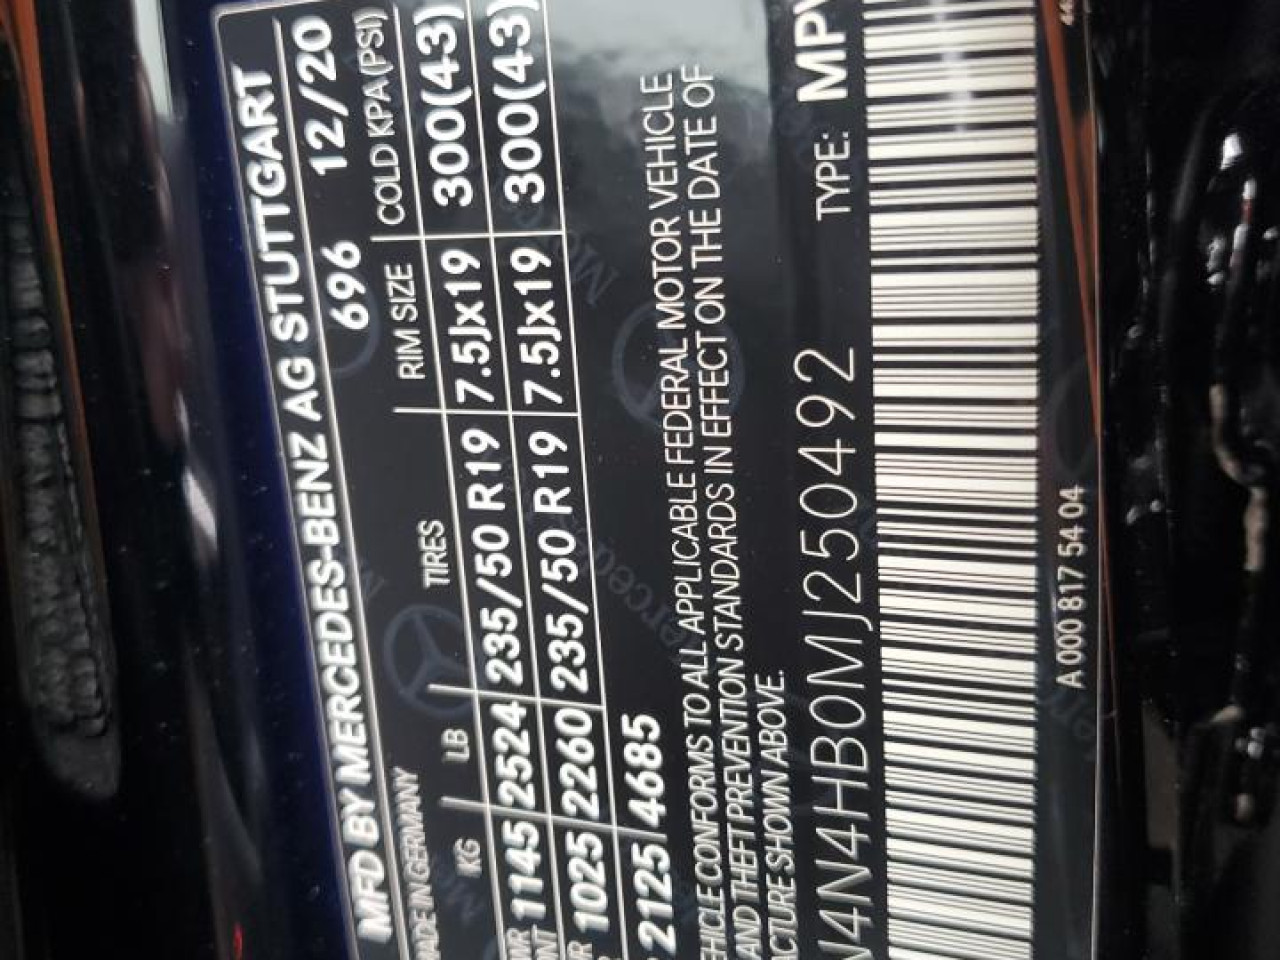 MFD BY MERCEDES-BENZ AG STUTTGART
MADE IN GERMANY 696 12/20
KG LB TIRES RIM SIZE COLD KPA (PSI)
1145 2524 235/50 R19 7.5Jx19 300(43)
1025 2260 235/50 R19 7.5Jx19 300(43)
2125 4685
CONFORMS TO ALL APPLICABLE FEDERAL MOTOR VEHICLE
AND THEFT PREVENTION STANDARDS IN EFFECT ON THE DATE OF
SHOWN ABOVE.
N4N4HB0MJ250492 TYPE: MPV
A 000 817 54 04